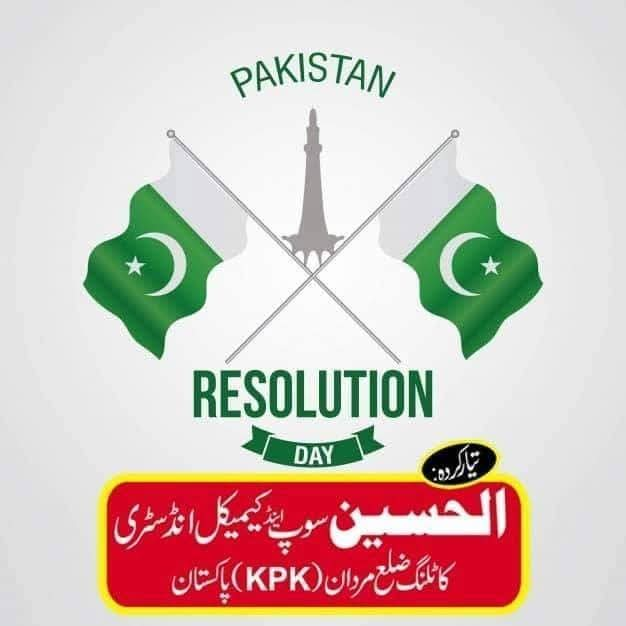 PAKISTAN
RESOLUTION
DAY
تیار کردہ:
الحسین سوپ اینڈ کیمیکل انڈسٹری
کاٹلنگ ضلع مردان (KPK) پاکستان